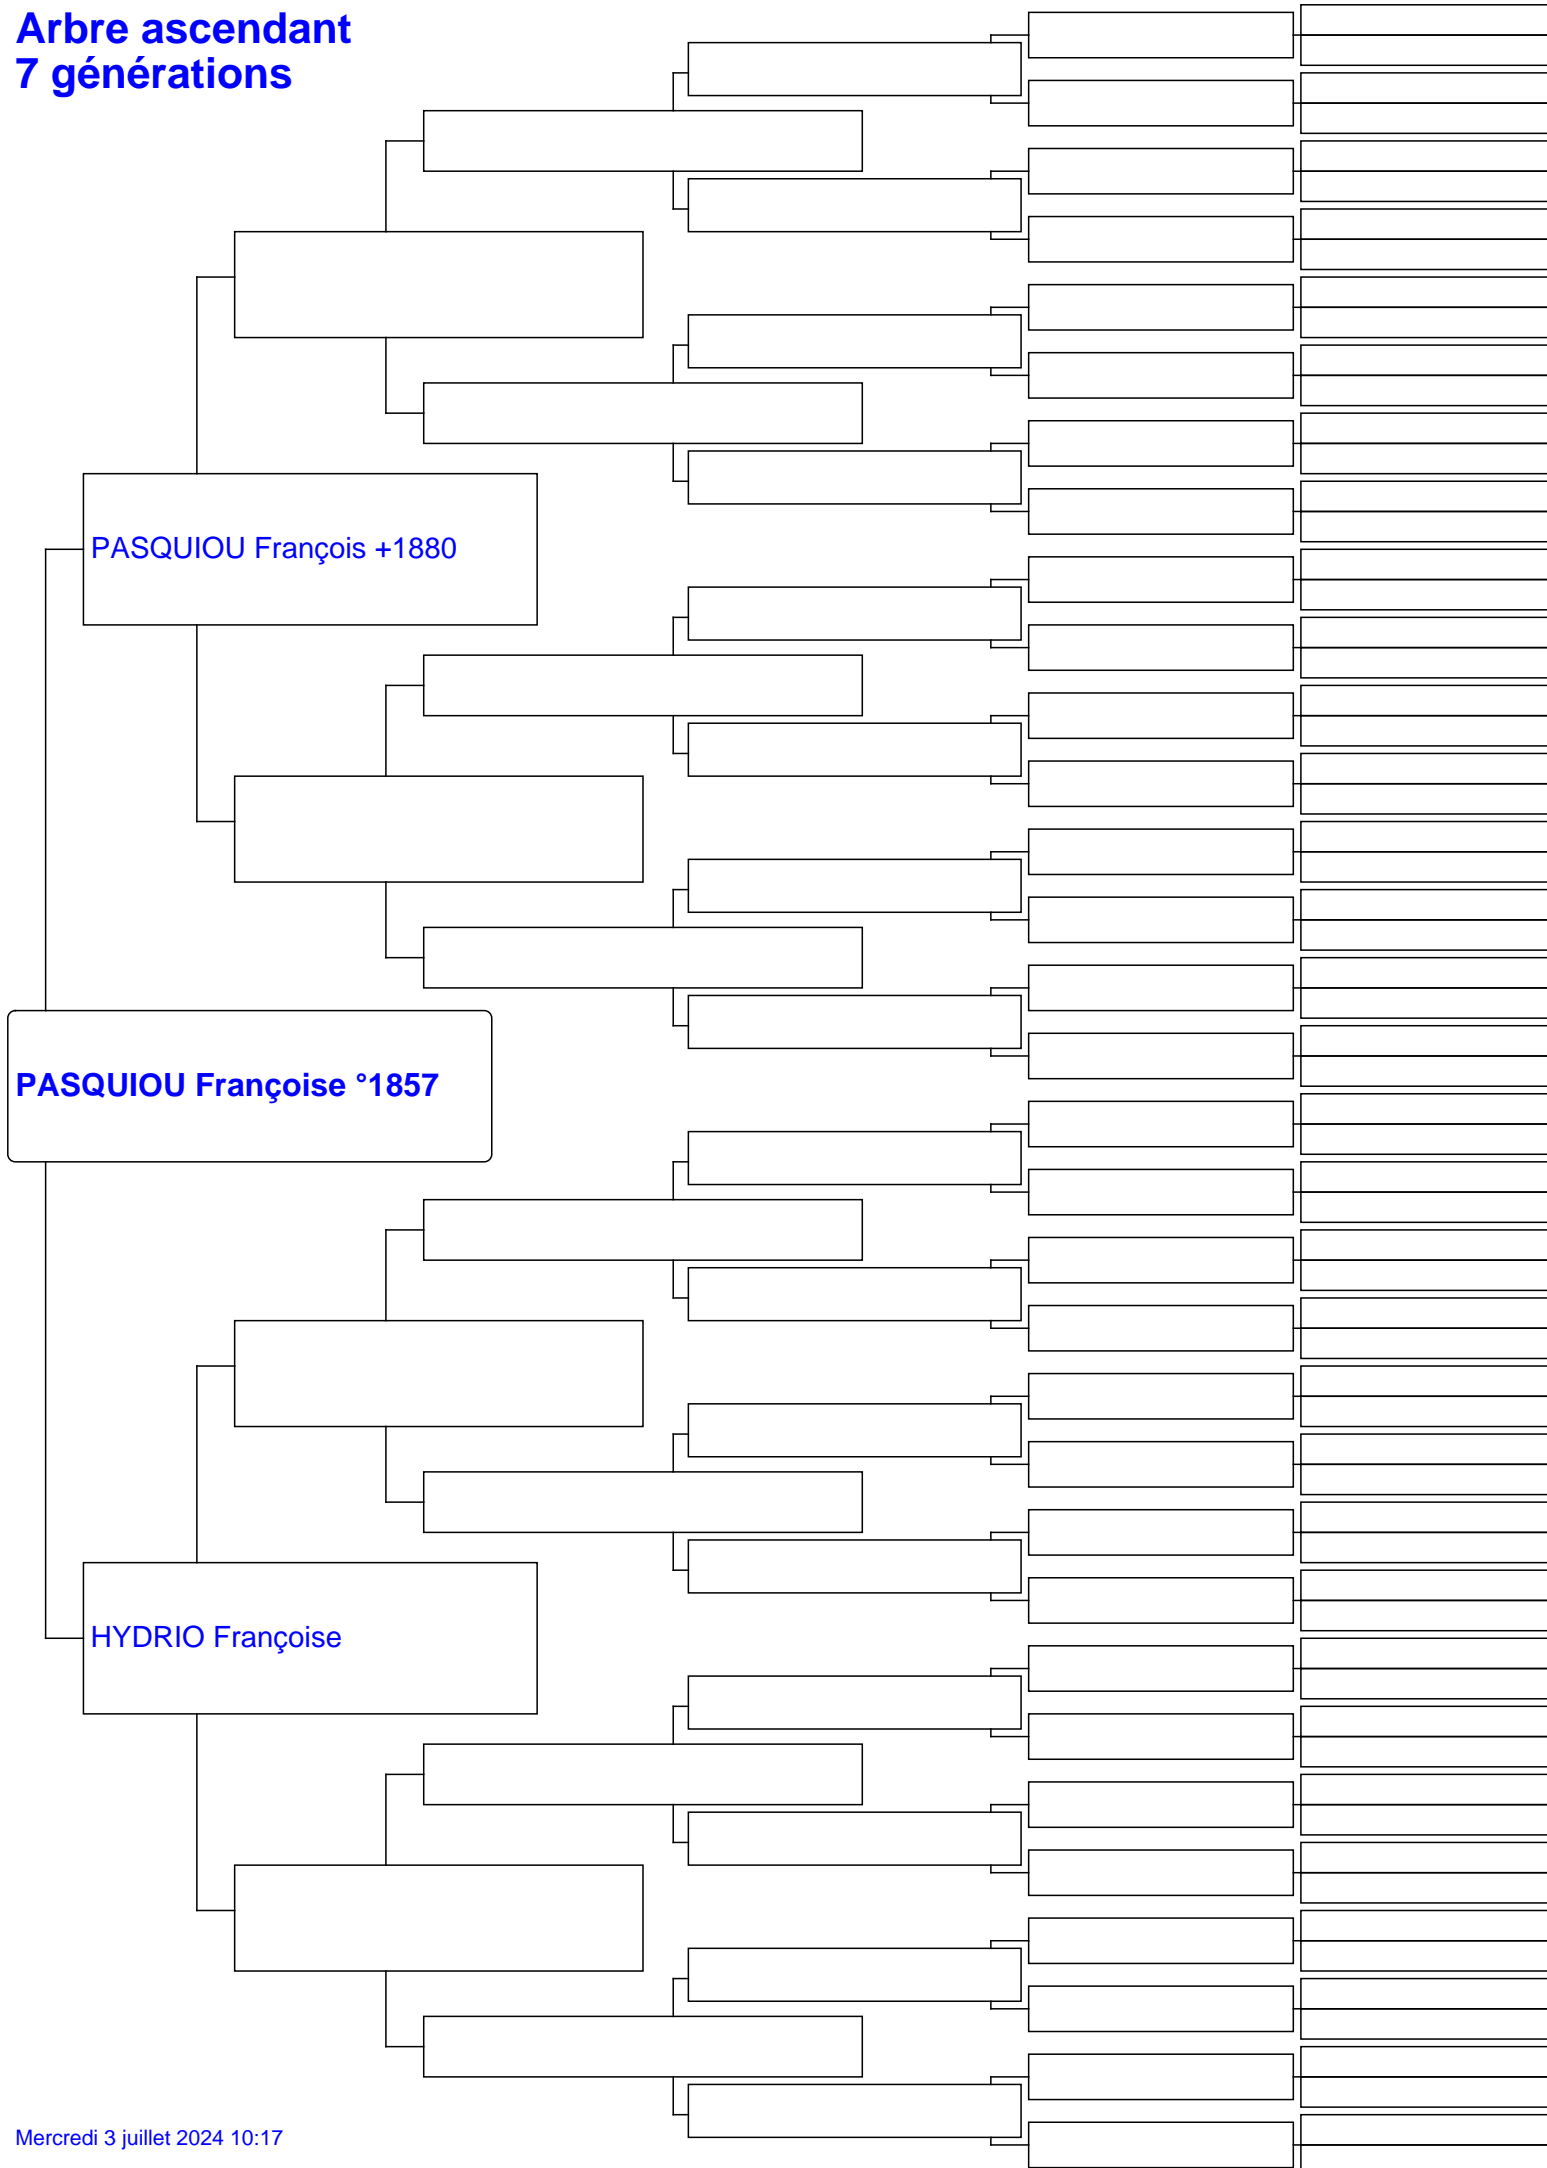 Arbre ascendant
7 générations
PASQUIOU François +1880
PASQUIOU Françoise °1857
HYDRIO Françoise
Mercredi 3 juillet 2024 10:17